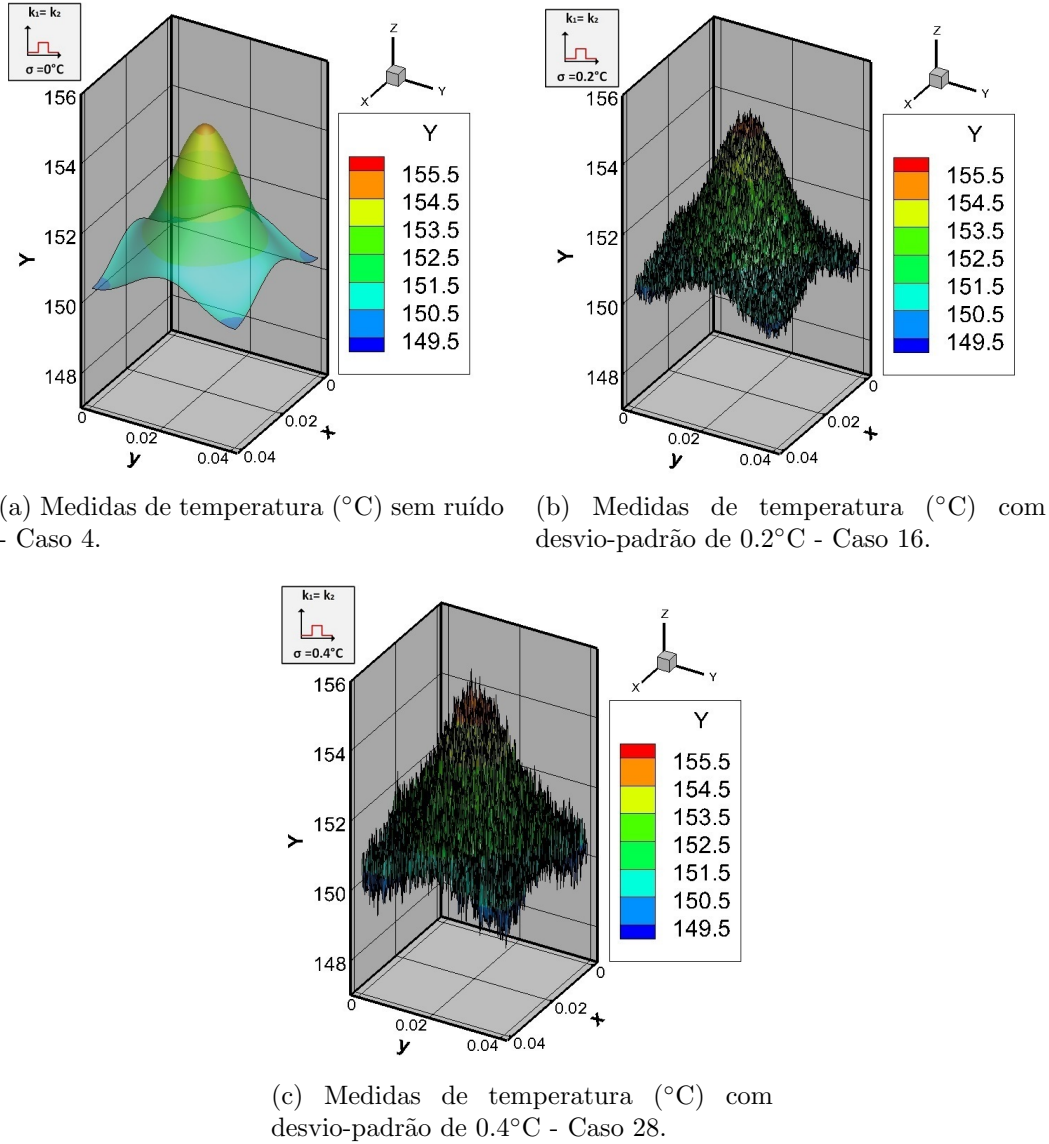 k₁= k₂
σ =0°C
156
154
152
150
148
Y
0
0.02
0.04
y
0.04
0.02
0
x
Z
X
Y
Y
155.5
154.5
153.5
152.5
151.5
150.5
149.5
k₁= k₂
σ =0.2°C
156
154
152
150
148
Y
0
0.02
0.04
y
0.04
0.02
0
x
Z
X
Y
Y
155.5
154.5
153.5
152.5
151.5
150.5
149.5
(a) Medidas de temperatura (°C) sem ruído
- Caso 4.
(b) Medidas de temperatura (°C) com
desvio-padrão de 0.2°C - Caso 16.
k₁= k₂
σ =0.4°C
156
154
152
150
148
Y
0
0.02
0.04
y
0.04
0.02
0
x
Z
X
Y
Y
155.5
154.5
153.5
152.5
151.5
150.5
149.5
(c) Medidas de temperatura (°C) com
desvio-padrão de 0.4°C - Caso 28.